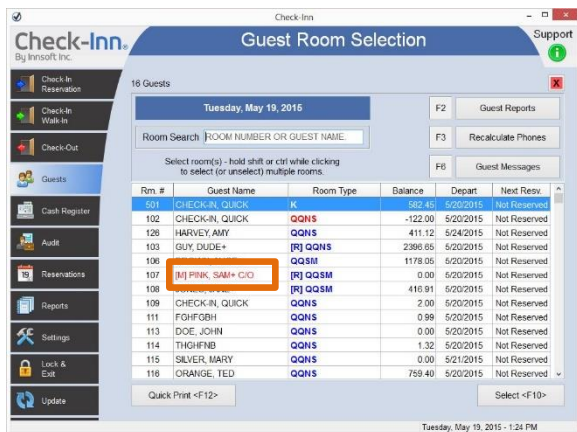 Check-Inn
Check-Inn®
By Innsoft Inc.
Guest Room Selection
Support
Check-In Reservation
Check-In Walk-In
Check-Out
Guests
Cash Register
Audit
Reservations
Reports
Settings
Lock & Exit
Update
16 Guests
X
Tuesday, May 19, 2015
F2 Guest Reports
Room Search ROOM NUMBER OR GUEST NAME.
F3 Recalculate Phones
Select room(s) - hold shift or ctrl while clicking
to select (or unselect) multiple rooms.
F6 Guest Messages
Rm. # Guest Name Room Type Balance Depart Next Resv.
501 CHECK-IN, QUICK K 582.45 5/20/2015 Not Reserved
102 CHECK-IN, QUICK QQNS -122.00 5/20/2015 Not Reserved
126 HARVEY, AMY QQNS 411.12 5/24/2015 Not Reserved
103 GUY, DUDE+ [R] QQNS 2396.65 5/20/2015 Not Reserved
106 QQSM 1178.05 5/20/2015 Not Reserved
107 [M] PINK, SAM+ C/O [R] QQSM 0.00 5/20/2015 Not Reserved
108 [R] QQSM 416.91 5/20/2015 Not Reserved
109 CHECK-IN, QUICK QQNS 2.00 5/20/2015 Not Reserved
111 FGHFGBH QQNS 0.99 5/20/2015 Not Reserved
113 DOE, JOHN QQNS 0.00 5/20/2015 Not Reserved
114 THGHFNB QQNS 1.32 5/20/2015 Not Reserved
115 SILVER, MARY QQNS 0.00 5/21/2015 Not Reserved
116 ORANGE, TED QQNS 759.40 5/20/2015 Not Reserved
Quick Print <F12>
Select <F10>
Tuesday, May 19, 2015 - 1:24 PM